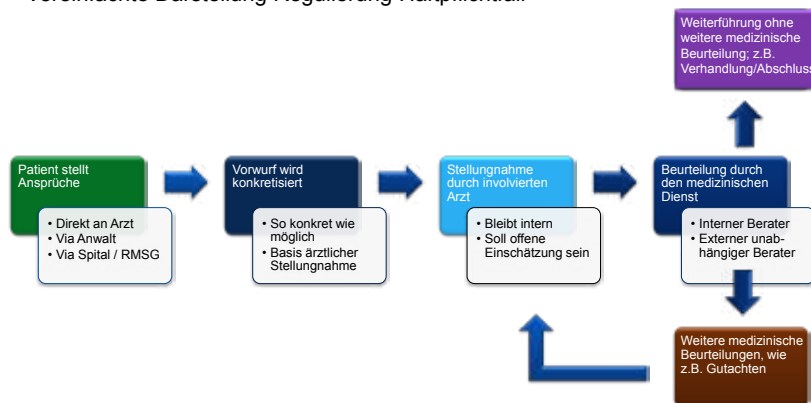 Vereinfachte Darstellung Regulierung Haftpflichtfall
Weiterführung ohne
weitere medizinische
Beurteilung; z.B.
Verhandlung/Abschluss
Patient stellt
Ansprüche
• Direkt an Arzt
• Via Anwalt
• Via Spital / RMSG
Vorwurf wird
konkretisiert
• So konkret wie
möglich
• Basis ärztlicher
Stellungnahme
Stellungnahme
durch involvierten
Arzt
• Bleibt intern
• Soll offene
Einschätzung sein
Beurteilung durch
den medizinischen
Dienst
• Interner Berater
• Externer unab-
hängiger Berater
Weitere medizinische
Beurteilungen, wie
z.B. Gutachten